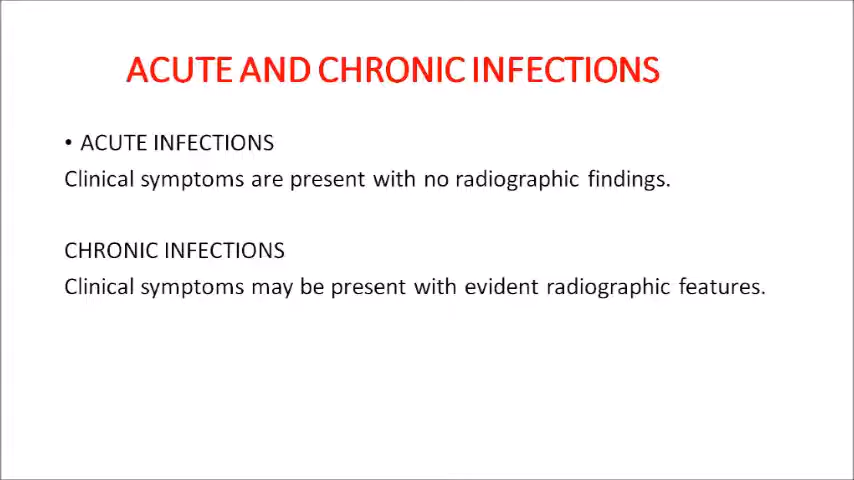 ACUTE AND CHRONIC INFECTIONS
• ACUTE INFECTIONS
Clinical symptoms are present with no radiographic findings.
CHRONIC INFECTIONS
Clinical symptoms may be present with evident radiographic features.